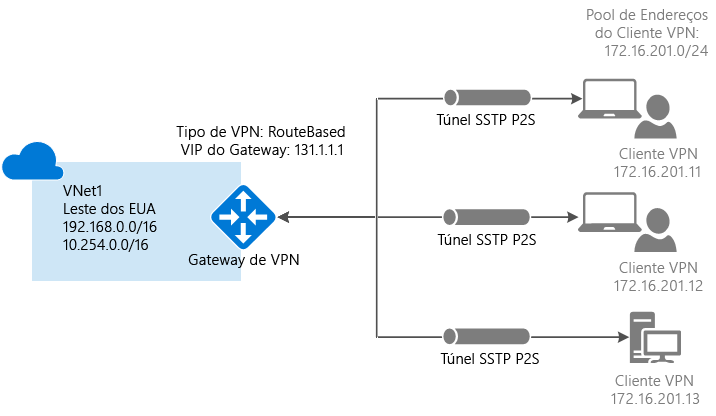 Pool de Endereços
do Cliente VPN:
172.16.201.0/24
Túnel SSTP P2S
Tipo de VPN: RouteBased
VIP do Gateway: 131.1.1.1
Cliente VPN
172.16.201.11
VNet1
Leste dos EUA
192.168.0.0/16
10.254.0.0/16
Gateway de VPN
Túnel SSTP P2S
Cliente VPN
172.16.201.12
Túnel SSTP P2S
Cliente VPN
172.16.201.13